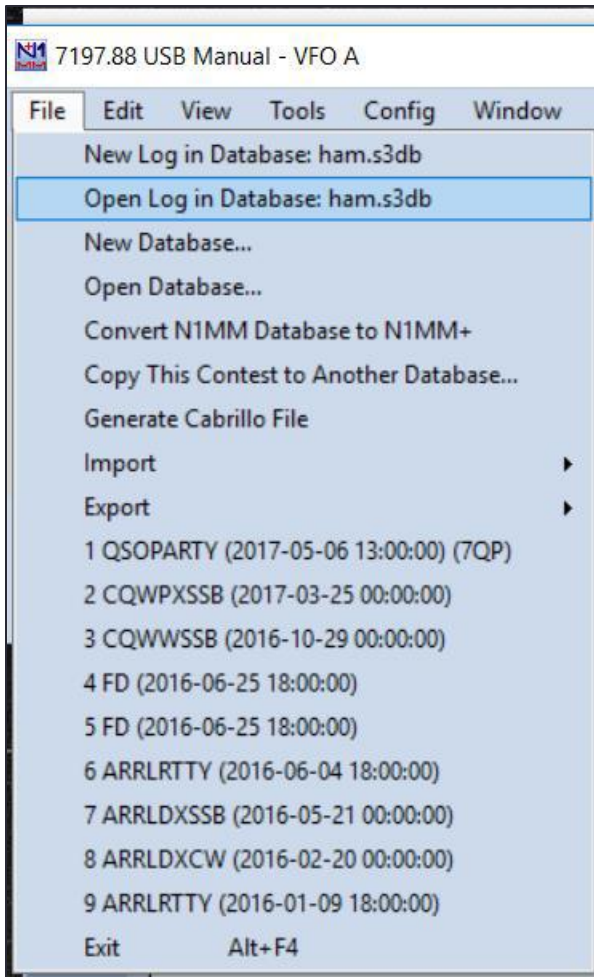 N1
MM
7197.88 USB Manual - VFO A
File Edit View Tools Config Window
New Log in Database: ham.s3db
Open Log in Database: ham.s3db
New Database...
Open Database...
Convert N1MM Database to N1MM+
Copy This Contest to Another Database...
Generate Cabrillo File
Import
Export
1 QSOPARTY (2017-05-06 13:00:00) (7QP)
2 CQWPXSSB (2017-03-25 00:00:00)
3 CQWWSSB (2016-10-29 00:00:00)
4 FD (2016-06-25 18:00:00)
5 FD (2016-06-25 18:00:00)
6 ARRLRTTY (2016-06-04 18:00:00)
7 ARRLDXSSB (2016-05-21 00:00:00)
8 ARRLDXCW (2016-02-20 00:00:00)
9 ARRLRTTY (2016-01-09 18:00:00)
Exit Alt+F4